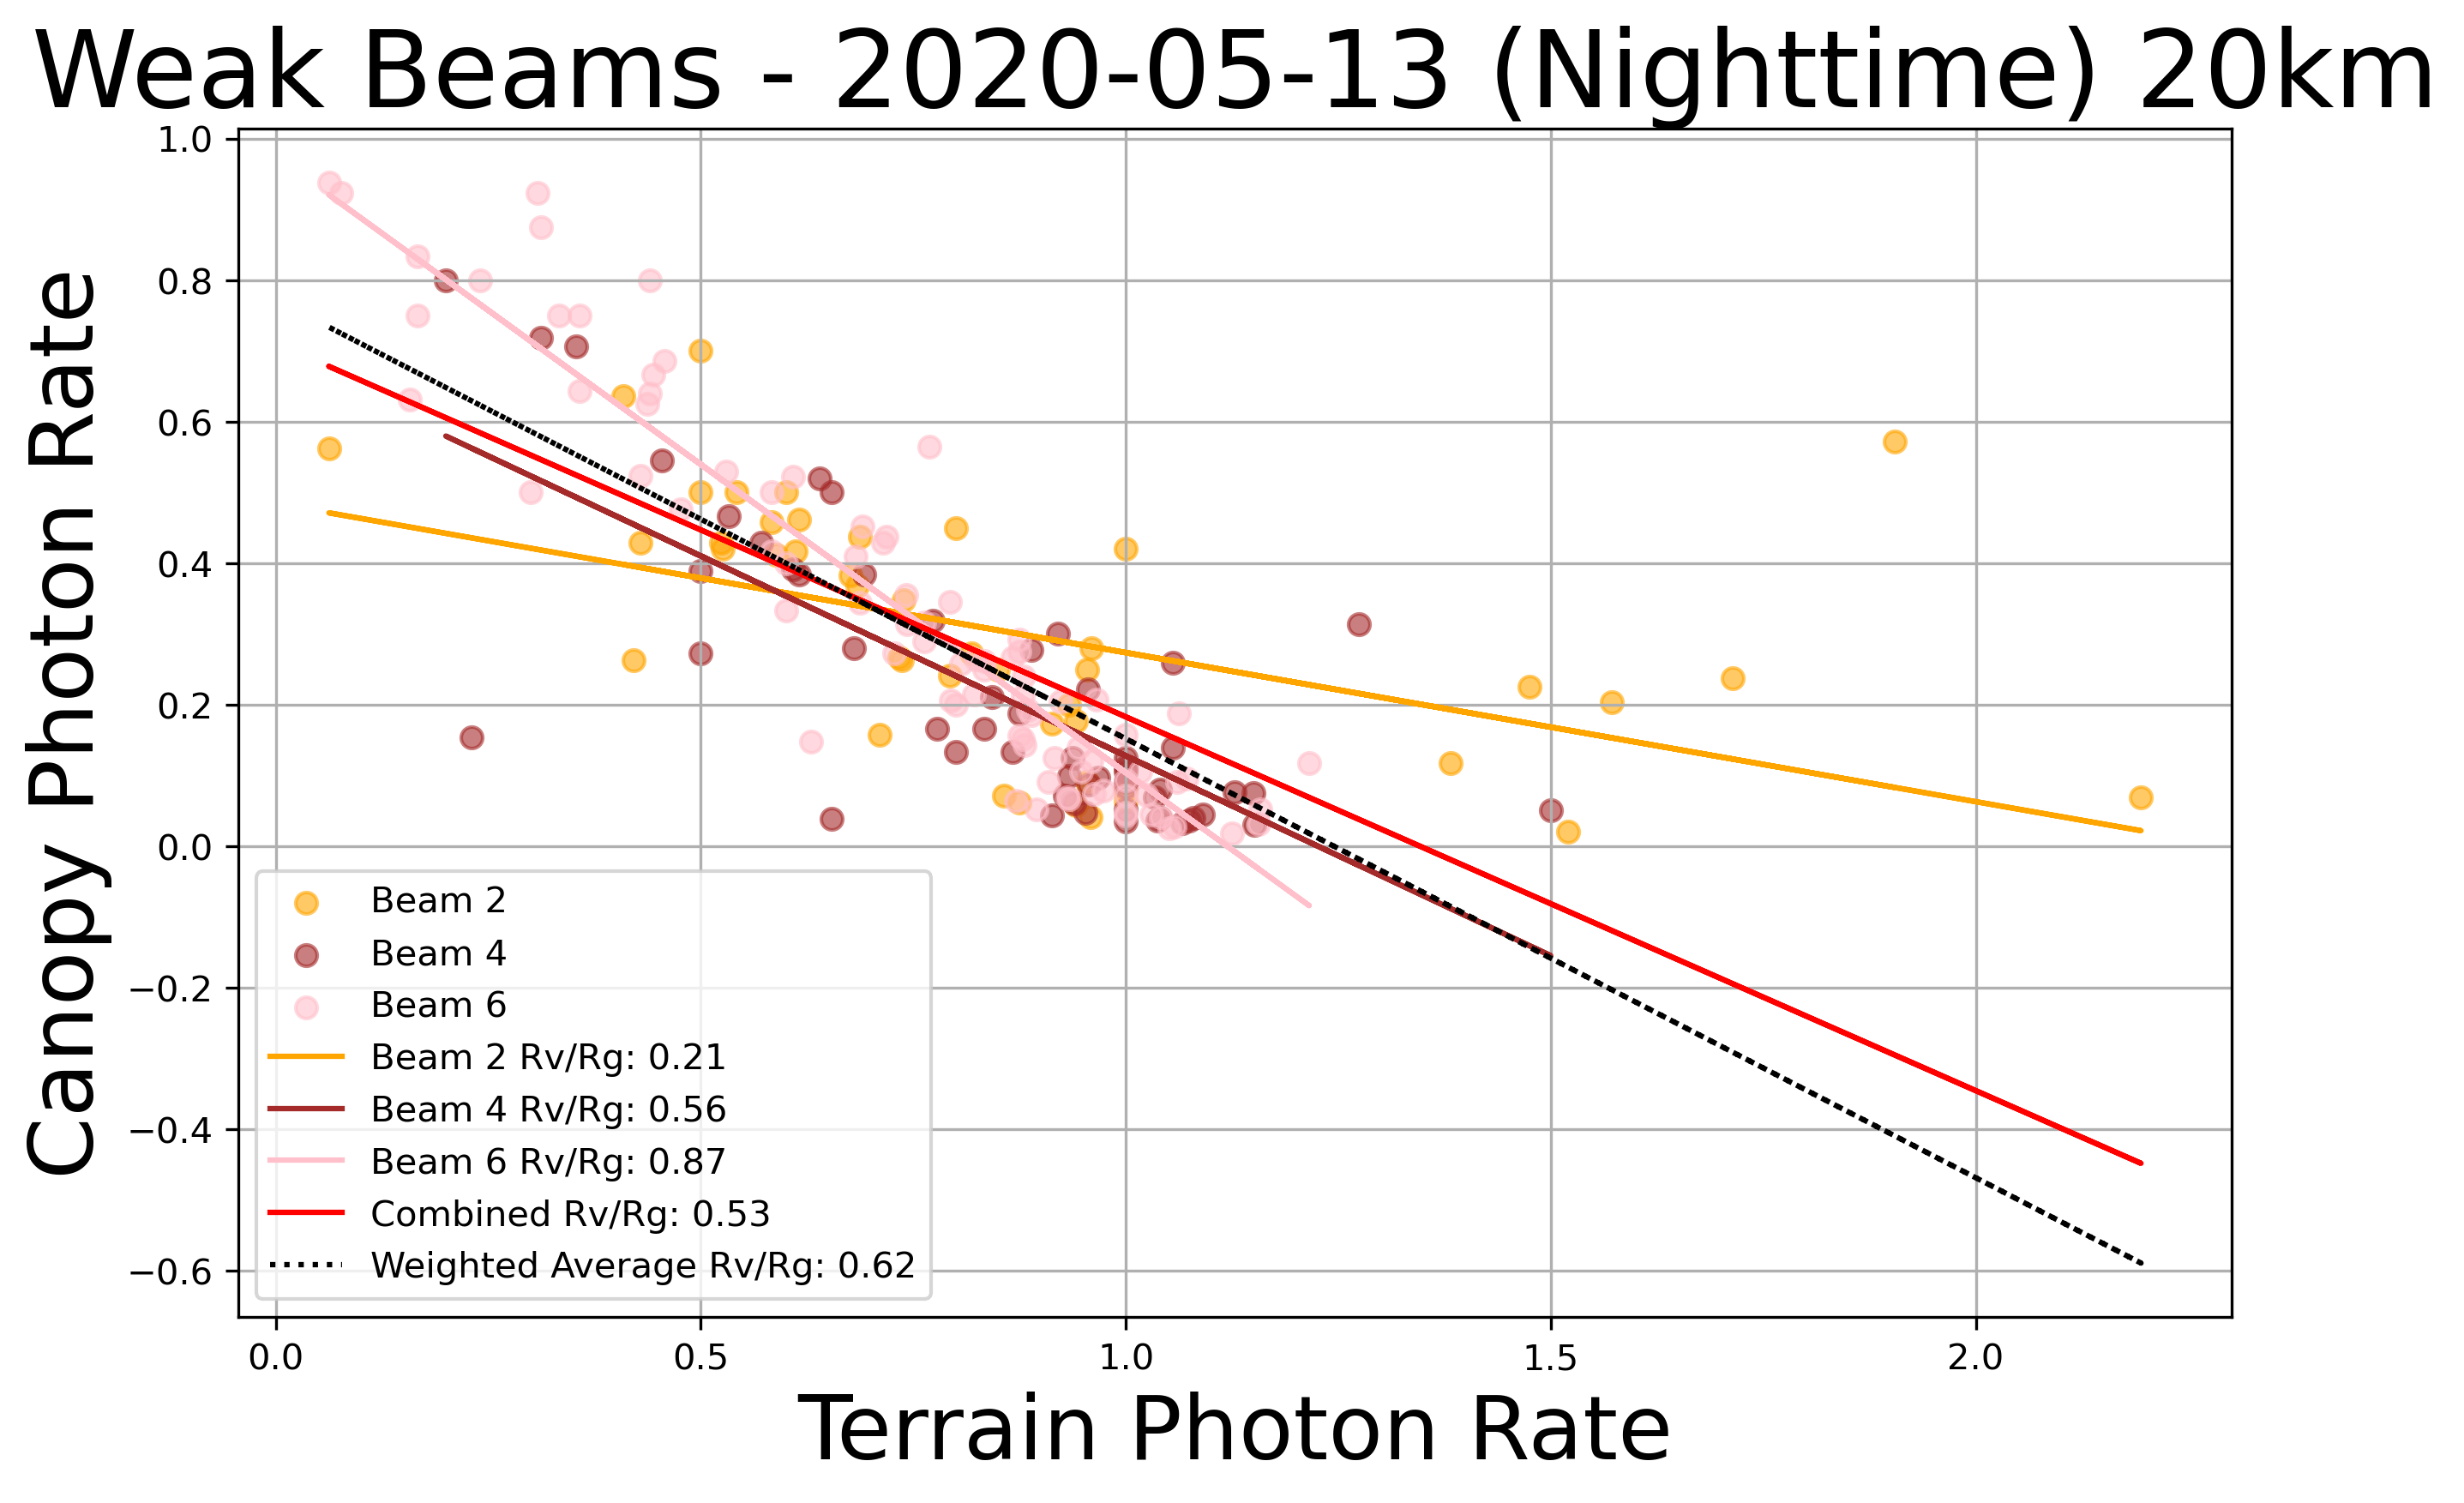 Weak Beams - 2020-05-13 (Nighttime) 20km
Canopy Photon Rate
1.0
0.8
0.6
0.4
0.2
0.0
−0.2
−0.4
−0.6
Beam 2
Beam 4
Beam 6
Beam 2 Rv/Rg: 0.21
Beam 4 Rv/Rg: 0.56
Beam 6 Rv/Rg: 0.87
Combined Rv/Rg: 0.53
Weighted Average Rv/Rg: 0.62
0.0 0.5 1.0 1.5 2.0
Terrain Photon Rate